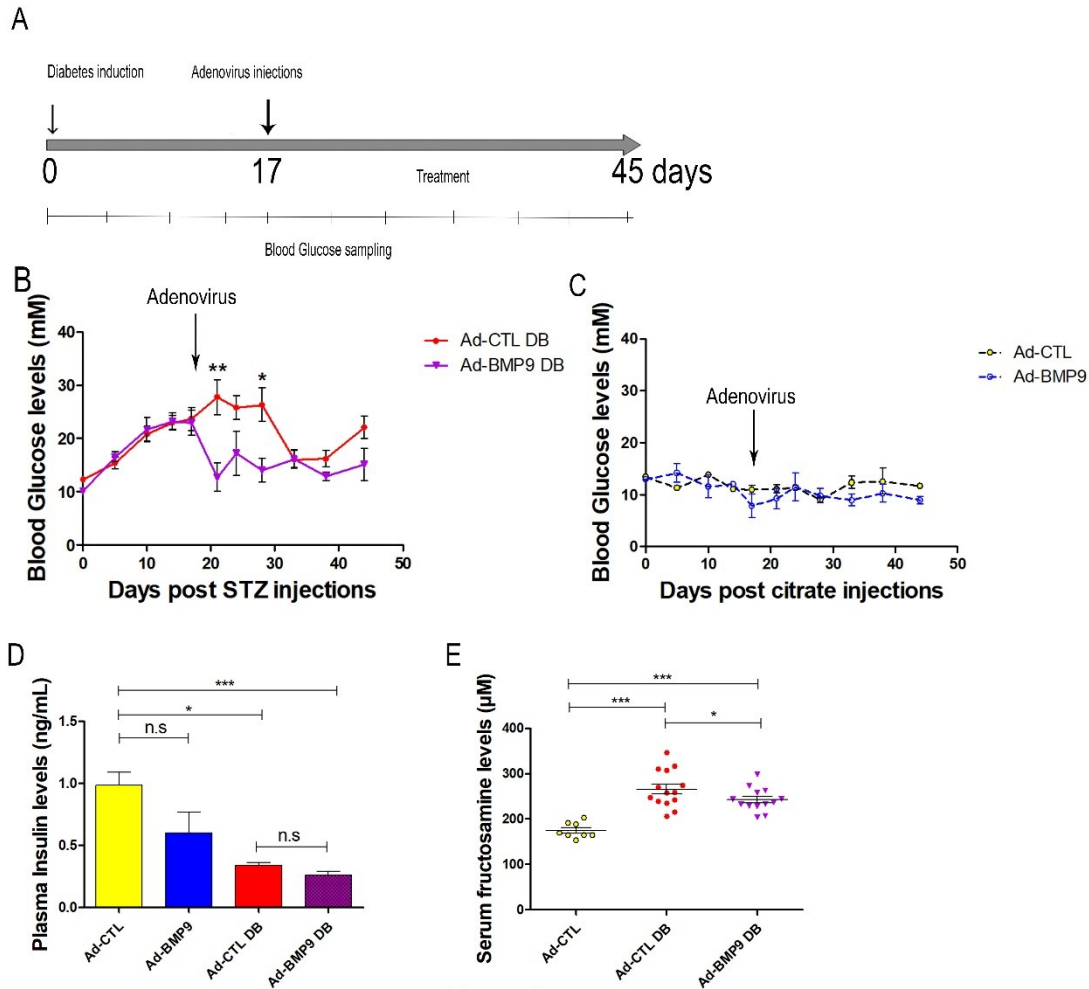 A
Diabetes induction
Adenovirus injections
0
17
Treatment
45 days
Blood Glucose sampling
B
Blood Glucose levels (mM)
40
30
20
10
0
Adenovirus
**
*
Ad-CTL DB
Ad-BMP9 DB
0 10 20 30 40 50
Days post STZ injections
C
Blood Glucose levels (mM)
40
30
20
10
0
Adenovirus
Ad-CTL
Ad-BMP9
0 10 20 30 40 50
Days post citrate injections
D
Plasma Insulin levels (ng/mL)
1.5
1.0
0.5
0.0
***
*
n.s
n.s
Ad-CTL
Ad-BMP9
Ad-CTL DB
Ad-BMP9 DB
E
Serum fructosamine levels (µM)
400
300
200
100
0
***
***
*
Ad-CTL
Ad-CTL DB
Ad-BMP9 DB